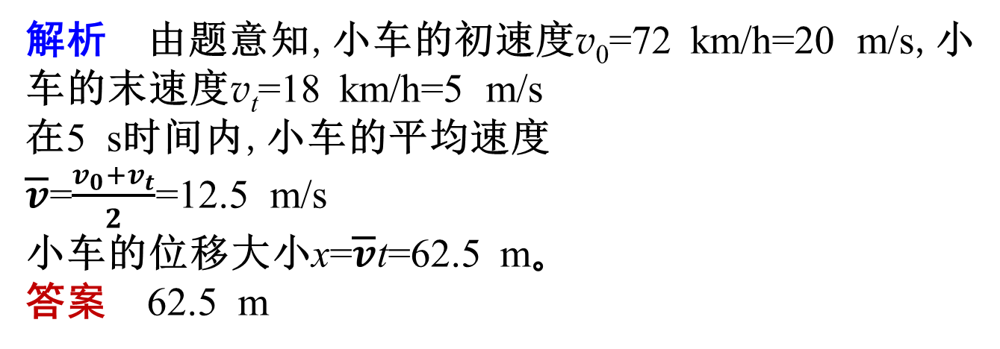 解析 由题意知,小车的初速度v₀=72 km/h=20 m/s,小
车的末速度vₜ=18 km/h=5 m/s
在5 s时间内,小车的平均速度
v̅=(v₀+vₜ)/2=12.5 m/s
小车的位移大小x=v̅t=62.5 m。
答案 62.5 m